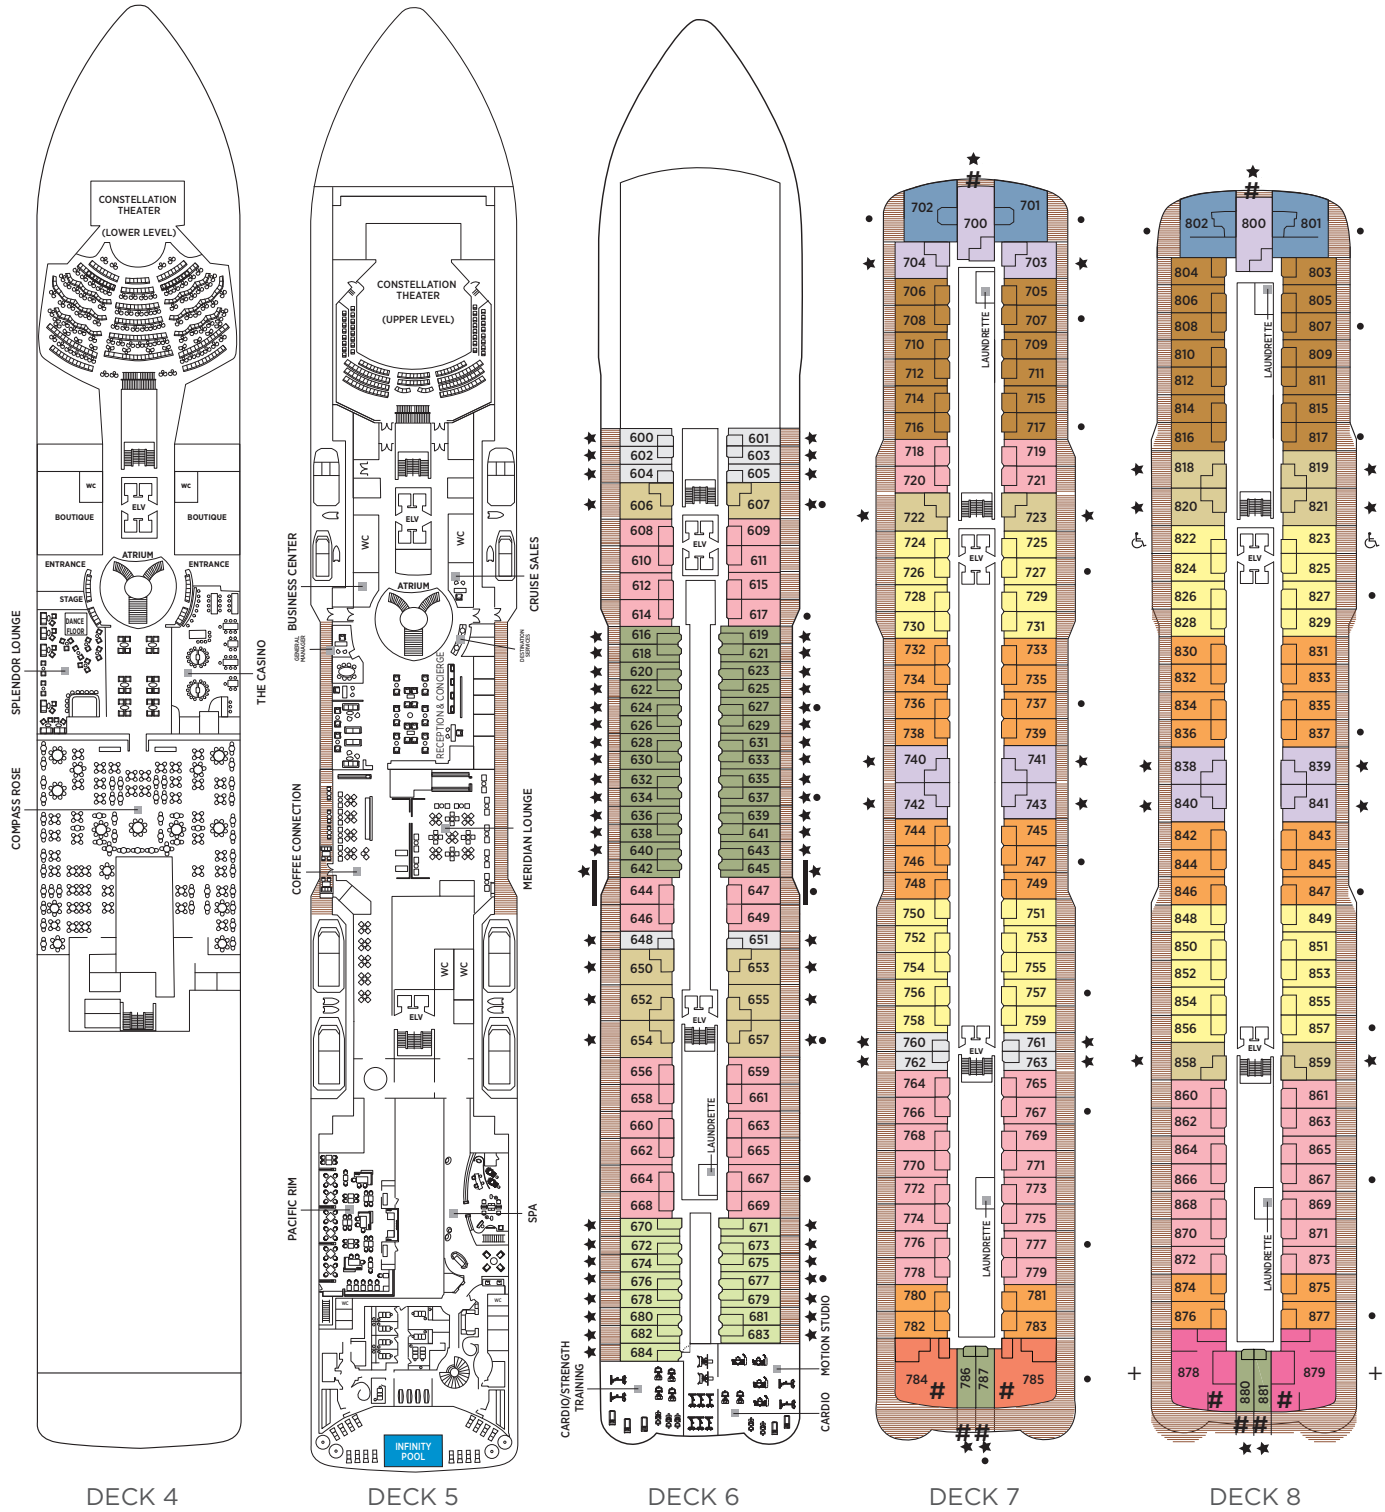 CONSTELLATION
THEATER
(LOWER LEVEL)
WC
WC
ELV
BOUTIQUE
BOUTIQUE
ATRIUM
ENTRANCE
ENTRANCE
STAGE
DANCE
FLOOR
SPLENDOR LOUNGE
THE CASINO
COMPASS ROSE
DECK 4
CONSTELLATION
THEATER
(UPPER LEVEL)
ELV
WC
WC
BUSINESS CENTER
CRUISE SALES
ATRIUM
GENERAL
MANAGER
DESTINATION
SERVICES
RECEPTION & CONCIERGE
COFFEE CONNECTION
MERIDIAN LOUNGE
WC
WC
ELV
PACIFIC RIM
SPA
WC
WC
INFINITY
POOL
DECK 5
600 601
602 603
604 605
606 607
608 609
ELV
610 611
612 615
614 617
616 619
618 621
620 623
622 625
624 627
626 629
628 631
630 633
632 635
634 637
636 639
638 641
640 643
642 645
644 647
646 649
648 651
650 653
652 655
ELV
654 657
656 659
658 661
660 663
662 665
LAUNDRETTE
664 667
668 669
670 671
672 673
674 675
676 677
678 679
680 681
682 683
684
CARDIO/STRENGTH
TRAINING
CARDIO
MOTION STUDIO
DECK 6
#
702 701
700
704 703
706 705
708 707
LAUNDRETTE
710 709
712 711
714 715
716 717
718 719
720 721
722 723
724 725
ELV
726 727
728 729
730 731
732 733
734 735
736 737
738 739
740 741
742 743
744 745
746 747
748 749
750 751
752 753
754 755
756 757
758 759
ELV
760 761
762 763
764 765
766 767
768 769
770 771
772 773
774 775
LAUNDRETTE
776 777
778 779
780 781
782 783
784 786 787 785
# #
# #
DECK 7
#
802 800 801
804 803
806 805
808 807
LAUNDRETTE
810 809
812 811
814 815
816 817
818 819
820 821
822 823
ELV
824 825
826 827
828 829
830 831
832 833
834 835
836 837
838 839
840 841
842 843
844 845
846 847
848 849
850 851
852 853
854 855
856 857
ELV
858 859
860 861
862 863
864 865
866 867
868 869
870 871
LAUNDRETTE
872 873
874 875
876 877
878 880 881 879
# #
# #
DECK 8